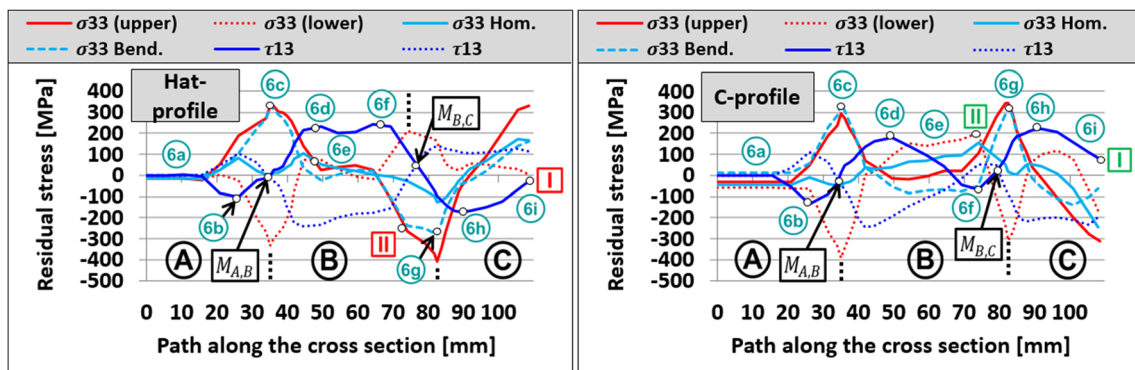 σ33 (upper) σ33 (lower) σ33 Hom.
σ33 Bend. τ13 τ13
Hat-
profile
Residual stress [MPa]
400
300
200
100
0
-100
-200
-300
-400
-500
6a
6b
6c
6d
6e
6f
6g
6h
6i
M_{A,B}
M_{B,C}
I
II
A
B
C
0 10 20 30 40 50 60 70 80 90 100
Path along the cross section [mm]
σ33 (upper) σ33 (lower) σ33 Hom.
σ33 Bend. τ13 τ13
C-profile
Residual stress [MPa]
400
300
200
100
0
-100
-200
-300
-400
-500
6a
6b
6c
6d
6e
6f
6g
6h
6i
M_{A,B}
M_{B,C}
II
I
A
B
C
0 10 20 30 40 50 60 70 80 90 100
Path along the cross section [mm]